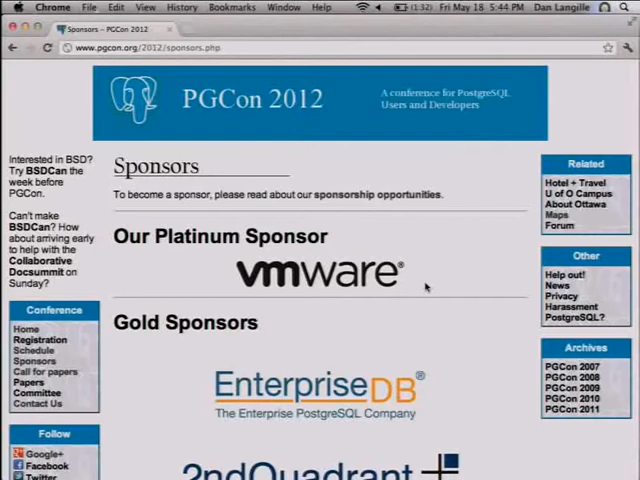 Chrome File Edit View History Bookmarks Window Help (1:32) Fri May 18 5:44 PM Dan Langille
Sponsors – PGCon 2012
www.pgcon.org/2012/sponsors.php
PGCon 2012
A conference for PostgreSQL
Users and Developers
Interested in BSD?
Try BSDCan the
week before
PGCon.
Can't make
BSDCan? How
about arriving early
to help with the
Collaborative
Docsummit on
Sunday?
Conference
Home
Registration
Schedule
Sponsors
Call for papers
Papers
Committee
Contact Us
Follow
Google+
Facebook
Twitter
Sponsors
To become a sponsor, please read about our sponsorship opportunities.
Our Platinum Sponsor
vmware®
Gold Sponsors
EnterpriseDB®
The Enterprise PostgreSQL Company
2ndQuadrant
Related
Hotel + Travel
U of O Campus
About Ottawa
Maps
Forum
Other
Help out!
News
Privacy
Harassment
PostgreSQL?
Archives
PGCon 2007
PGCon 2008
PGCon 2009
PGCon 2010
PGCon 2011